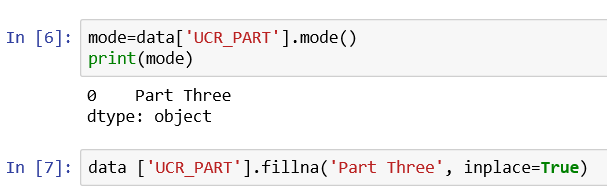 In [6]: mode=data['UCR_PART'].mode()
print(mode)
0    Part Three
dtype: object
In [7]: data ['UCR_PART'].fillna('Part Three', inplace=True)